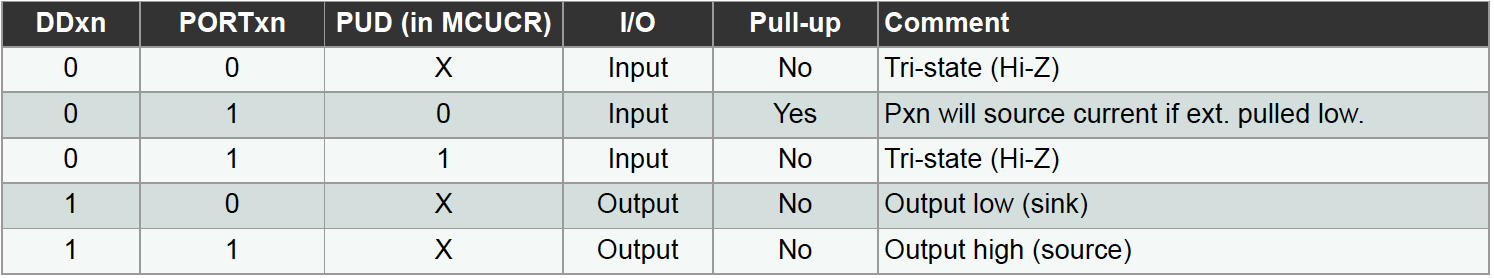 DDxn PORTxn PUD (in MCUCR) I/O Pull-up Comment
0 0 X Input No Tri-state (Hi-Z)
0 1 0 Input Yes Pxn will source current if ext. pulled low.
0 1 1 Input No Tri-state (Hi-Z)
1 0 X Output No Output low (sink)
1 1 X Output No Output high (source)